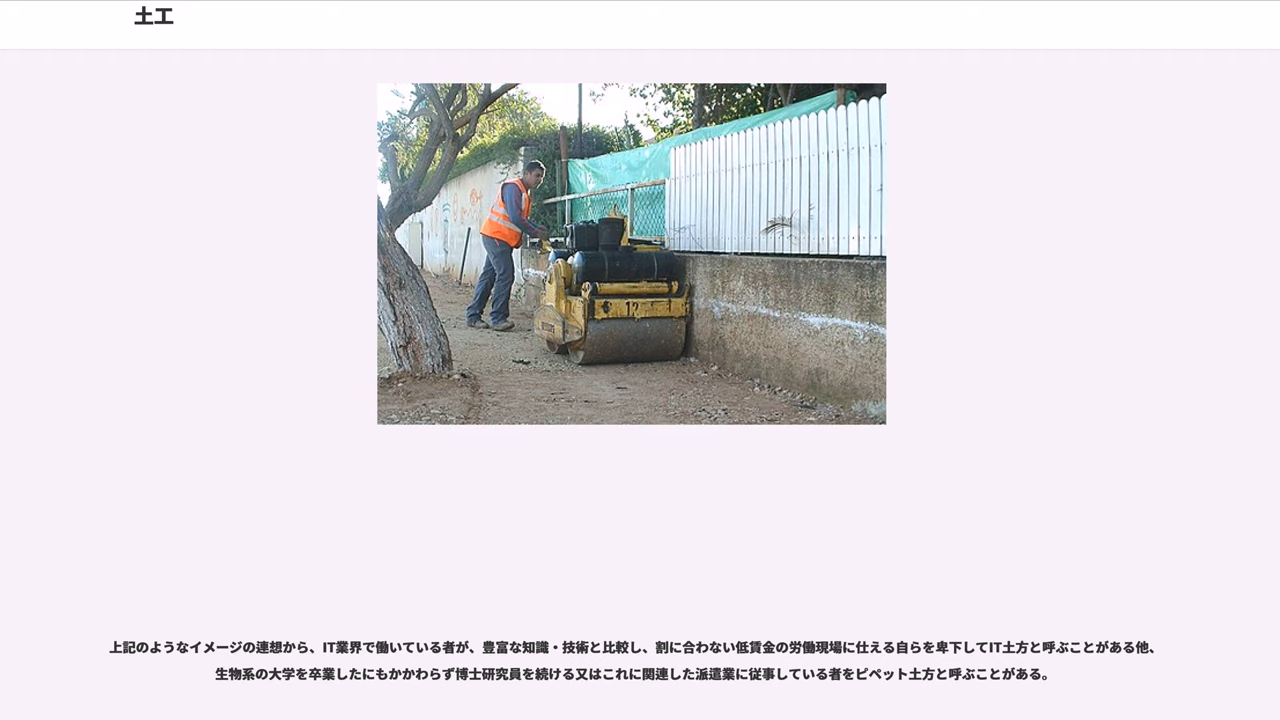 土工
上記のようなイメージの連想から、IT業界で働いている者が、豊富な知識・技術と比較し、割に合わない低賃金の労働現場に仕える自らを卑下してIT土方と呼ぶことがある他、
生物系の大学を卒業したにもかかわらず博士研究員を続ける又はこれに関連した派遣業に従事している者をピペット土方と呼ぶことがある。